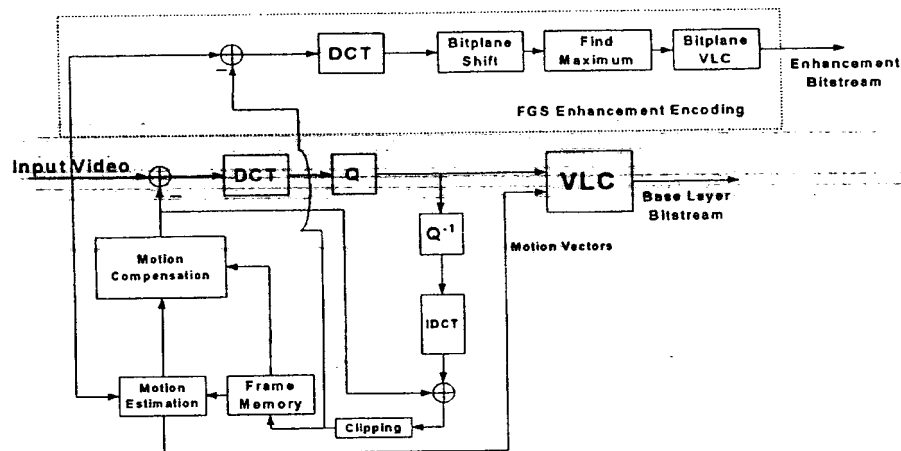 DCT
Bitplane
Shift
Find
Maximum
Bitplane
VLC
Enhancement
Bitstream
FGS Enhancement Encoding
Input Video
DCT
Q
VLC
Base Layer
Bitstream
Q⁻¹
Motion Vectors
Motion
Compensation
IDCT
Motion
Estimation
Frame
Memory
Clipping